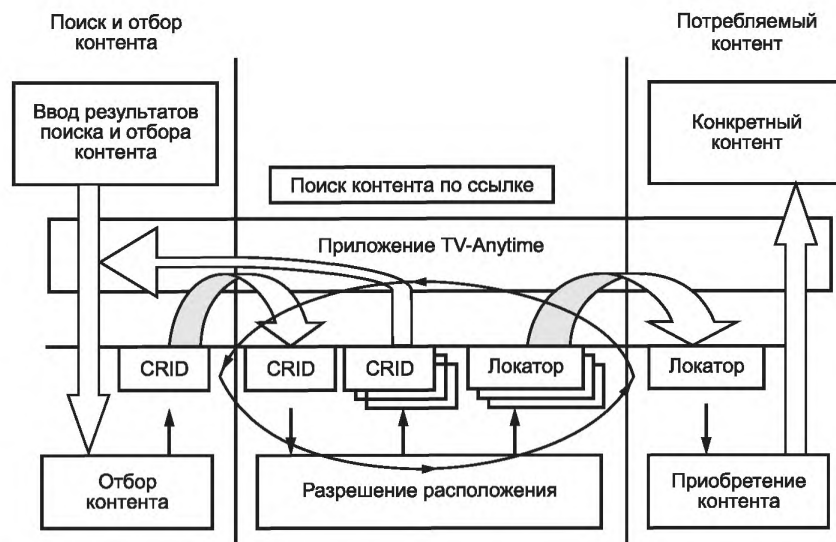 Поиск и отбор
контента
Потребляемый
контент
Ввод результатов
поиска и отбора
контента
Конкретный
контент
Поиск контента по ссылке
Приложение TV-Anytime
CRID
CRID
CRID
Локатор
Локатор
Отбор
контента
Разрешение расположения
Приобретение
контента